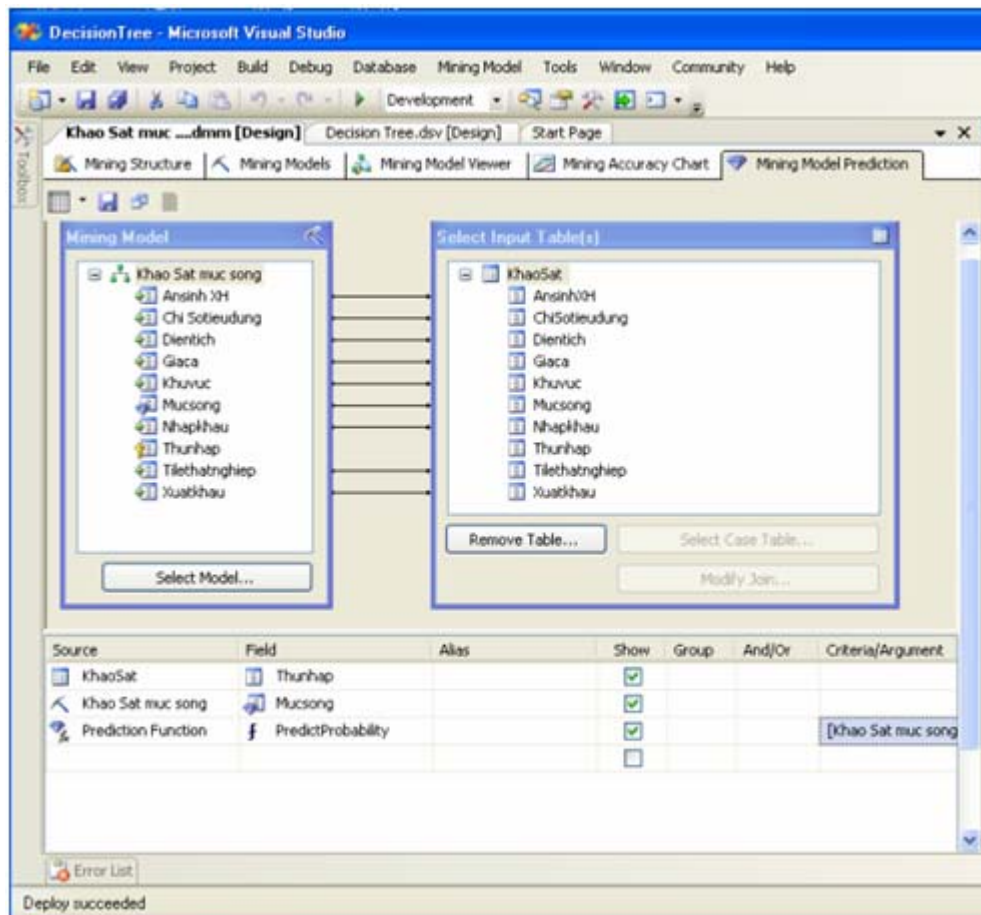 DecisionTree - Microsoft Visual Studio
File Edit View Project Build Debug Database Mining Model Tools Window Community Help
Development
Khao Sat muc ....dmm [Design] Decision Tree.dsv [Design] Start Page
Toolbox
Mining Structure Mining Models Mining Model Viewer Mining Accuracy Chart Mining Model Prediction
Mining Model
Khao Sat muc song
Ansinh XH
Chi Sotieudung
Dientich
Giaca
Khuvuc
Mucsong
Nhapkhau
Thunhap
Tilethatnghiep
Xuatkhau
Select Model...
Select Input Table(s)
KhaoSat
AnsinhXH
ChiSotieudung
Dientich
Giaca
Khuvuc
Mucsong
Nhapkhau
Thunhap
Tilethatnghiep
Xuatkhau
Remove Table... Select Case Table...
Modify Join...
Source Field Alias Show Group And/Or Criteria/Argument
KhaoSat Thunhap
Khao Sat muc song Mucsong
Prediction Function PredictProbability [Khao Sat muc song
Error List
Deploy succeeded